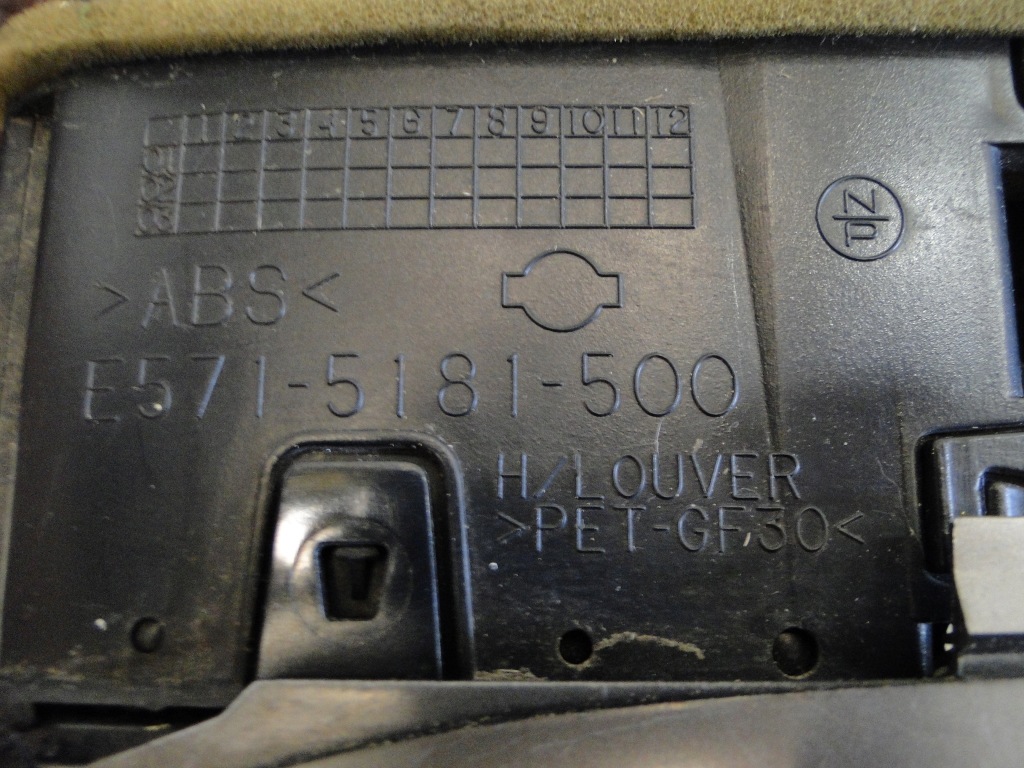 1 2 3 4 5 6 7 8 9 10 11 12
N
P
>ABS<
E571-5181-500
H/LOUVER
>PET-GF30<